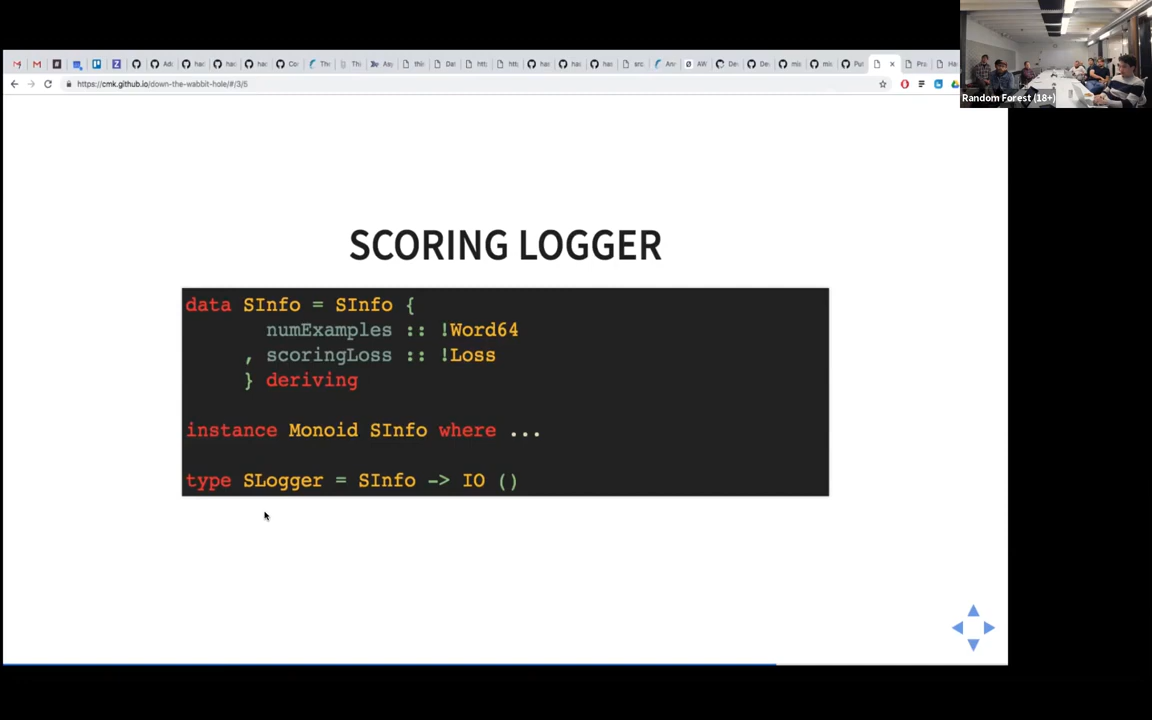 https://cmk.github.io/down-the-wabbit-hole/#/3/5
Random Forest (18+)
SCORING LOGGER
data SInfo = SInfo {
numExamples :: !Word64
, scoringLoss :: !Loss
} deriving
instance Monoid SInfo where ...
type SLogger = SInfo -> IO ()